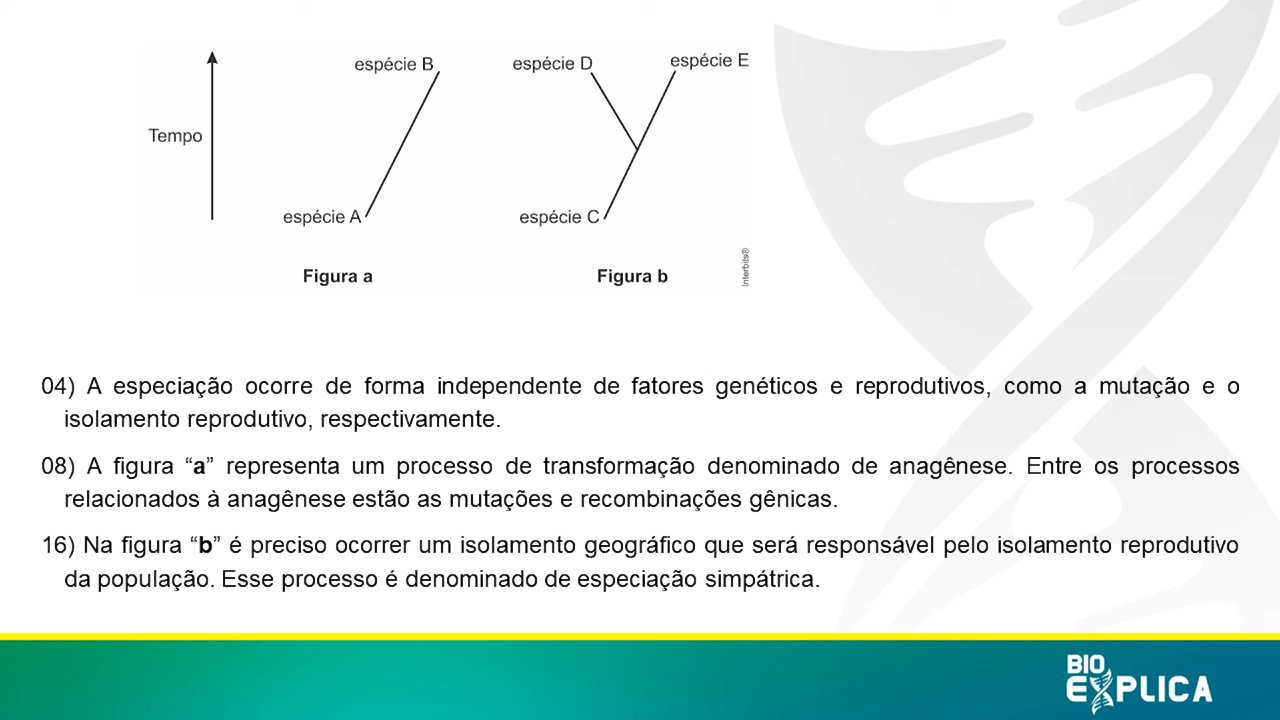 espécie B
espécie D
espécie E
Tempo
espécie A
espécie C
Figura a
Figura b
Interbits®
04) A especiação ocorre de forma independente de fatores genéticos e reprodutivos, como a mutação e o
isolamento reprodutivo, respectivamente.
08) A figura “a” representa um processo de transformação denominado de anagênese. Entre os processos
relacionados à anagênese estão as mutações e recombinações gênicas.
16) Na figura “b” é preciso ocorrer um isolamento geográfico que será responsável pelo isolamento reprodutivo
da população. Esse processo é denominado de especiação simpátrica.
BIO
EXPLICA